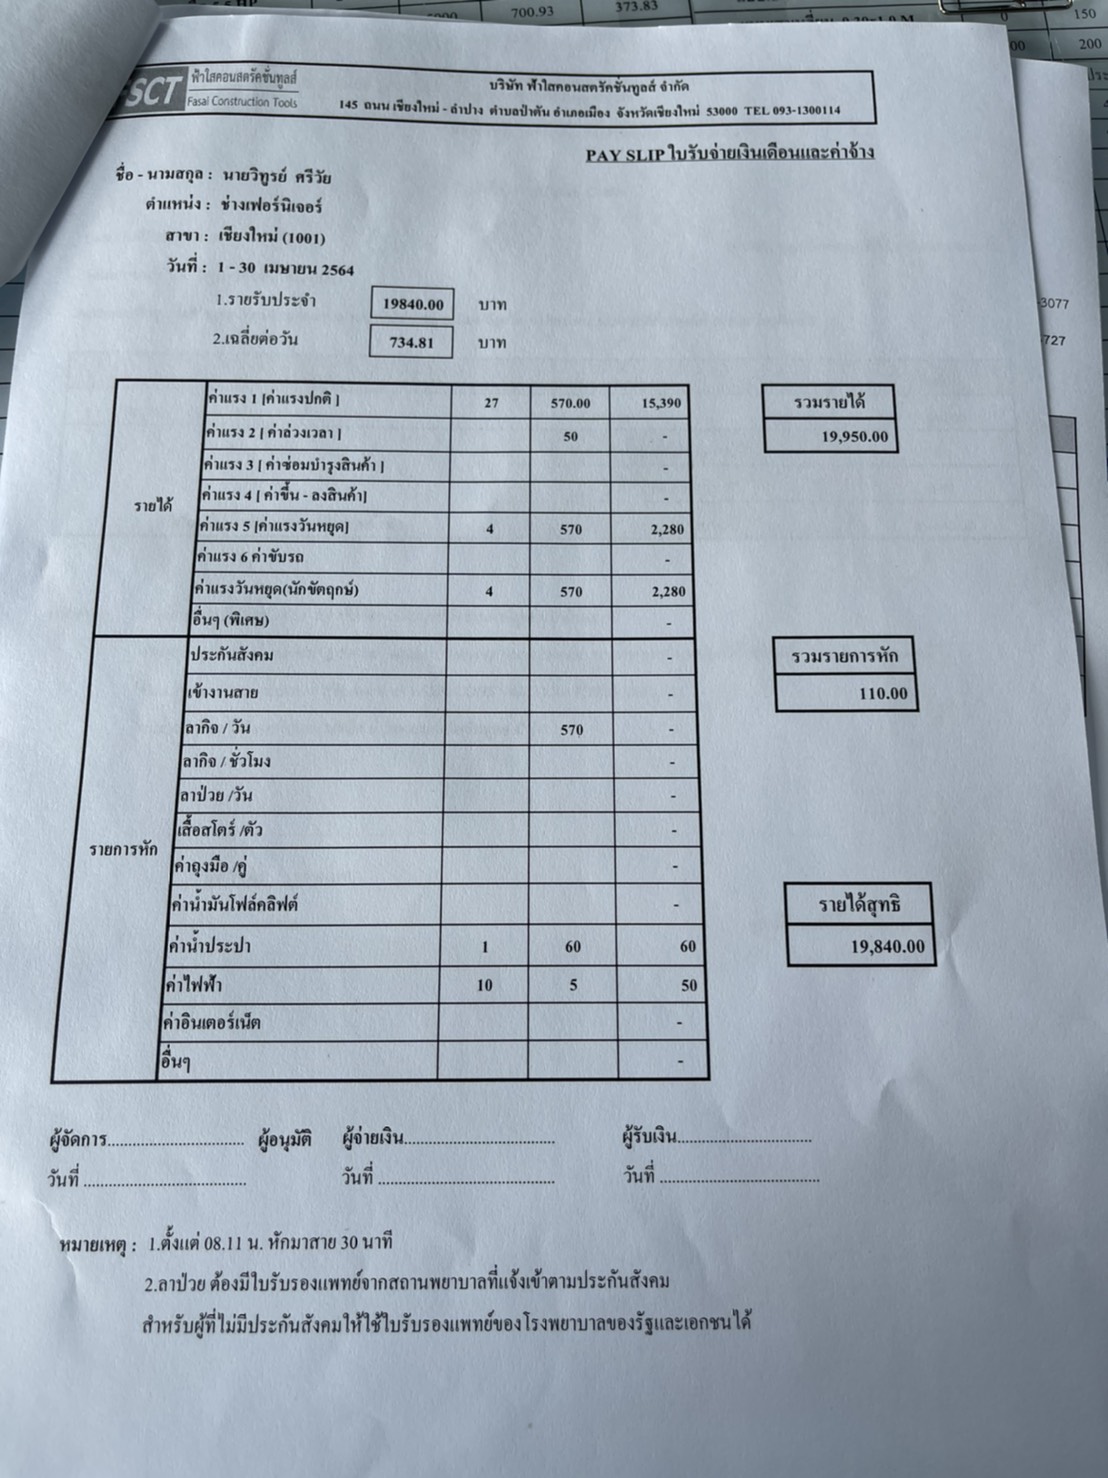 700.93 373.83
0 150
00 200
SCT ฟ้าใสคอนสตรัคชั่นทูลส์
Fasai Construction Tools
บริษัท ฟ้าใสคอนสตรัคชั่นทูลส์ จำกัด
145 ถนน เชียงใหม่ - ลำปาง ตำบลป่าตัน อำเภอเมือง จังหวัดเชียงใหม่ 53000 TEL 093-1300114
PAY SLIP ใบรับจ่ายเงินเดือนและค่าจ้าง
ชื่อ - นามสกุล : นายวิทูรย์ ศรีวัย
ตำแหน่ง : ช่างเฟอร์นิเจอร์
สาขา : เชียงใหม่ (1001)
วันที่ : 1 - 30 เมษายน 2564
1.รายรับประจำ 19840.00 บาท
-3077
2.เฉลี่ยต่อวัน 734.81 บาท
-727
รายได้
ค่าแรง 1 [ค่าแรงปกติ ] 27 570.00 15,390
รวมรายได้
ค่าแรง 2 [ ค่าล่วงเวลา ] 50 -
19,950.00
ค่าแรง 3 [ ค่าซ่อมบำรุงสินค้า ] -
ค่าแรง 4 [ ค่าขึ้น - ลงสินค้า] -
ค่าแรง 5 [ค่าแรงวันหยุด] 4 570 2,280
ค่าแรง 6 ค่าขับรถ -
ค่าแรงวันหยุด(นักขัตฤกษ์) 4 570 2,280
อื่นๆ (พิเศษ) -
รายการหัก
ประกันสังคม -
รวมรายการหัก
เข้างานสาย -
110.00
ลากิจ / วัน 570 -
ลากิจ / ชั่วโมง -
ลาป่วย /วัน -
เสื้อสโตร์ /ตัว -
ค่าถุงมือ /คู่ -
ค่าน้ำมันโฟล์คลิฟต์ -
รายได้สุทธิ
ค่าน้ำประปา 1 60 60
19,840.00
ค่าไฟฟ้า 10 5 50
ค่าอินเตอร์เน็ต -
อื่นๆ -
ผู้จัดการ................................ ผู้อนุมัติ ผู้จ่ายเงิน................................... ผู้รับเงิน................................
วันที่ ...................................... วันที่ ......................................... วันที่ .....................................
หมายเหตุ : 1.ตั้งแต่ 08.11 น. หักมาสาย 30 นาที
2.ลาป่วย ต้องมีใบรับรองแพทย์จากสถานพยาบาลที่แจ้งเข้าตามประกันสังคม
สำหรับผู้ที่ไม่มีประกันสังคมให้ใช้ใบรับรองแพทย์ของโรงพยาบาลของรัฐและเอกชนได้